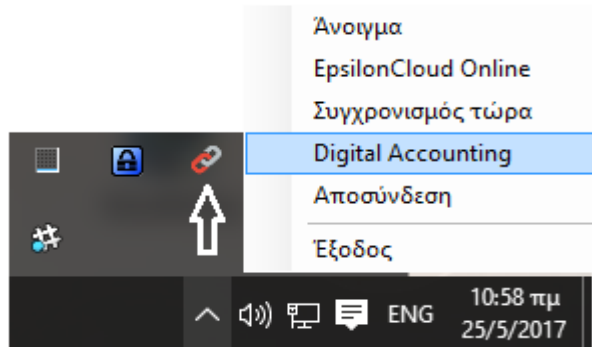 Άνοιγμα
EpsilonCloud Online
Συγχρονισμός τώρα
Digital Accounting
Αποσύνδεση
Έξοδος
ENG
10:58 πμ
25/5/2017